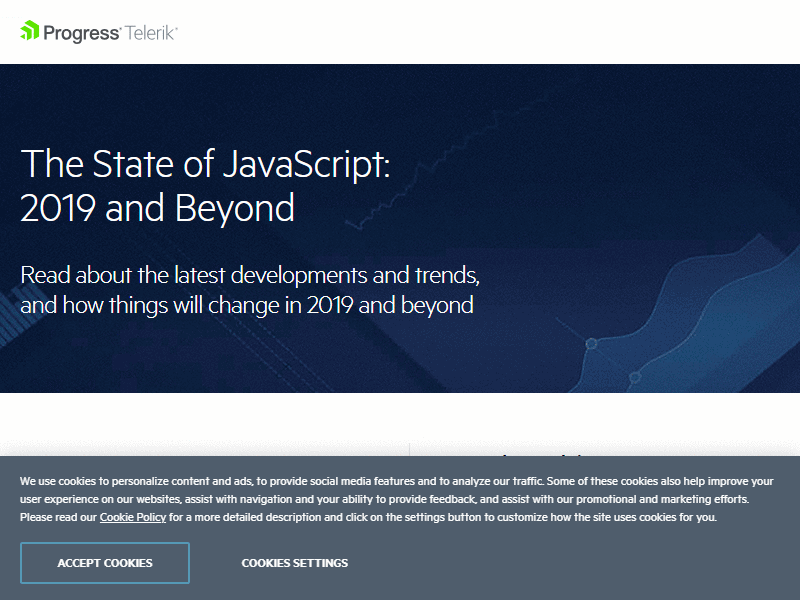 Progress Telerik
The State of JavaScript:
2019 and Beyond
Read about the latest developments and trends,
and how things will change in 2019 and beyond
We use cookies to personalize content and ads, to provide social media features and to analyze our traffic. Some of these cookies also help improve your
user experience on our websites, assist with navigation and your ability to provide feedback, and assist with our promotional and marketing efforts.
Please read our Cookie Policy for a more detailed description and click on the settings button to customize how the site uses cookies for you.
ACCEPT COOKIES
COOKIES SETTINGS